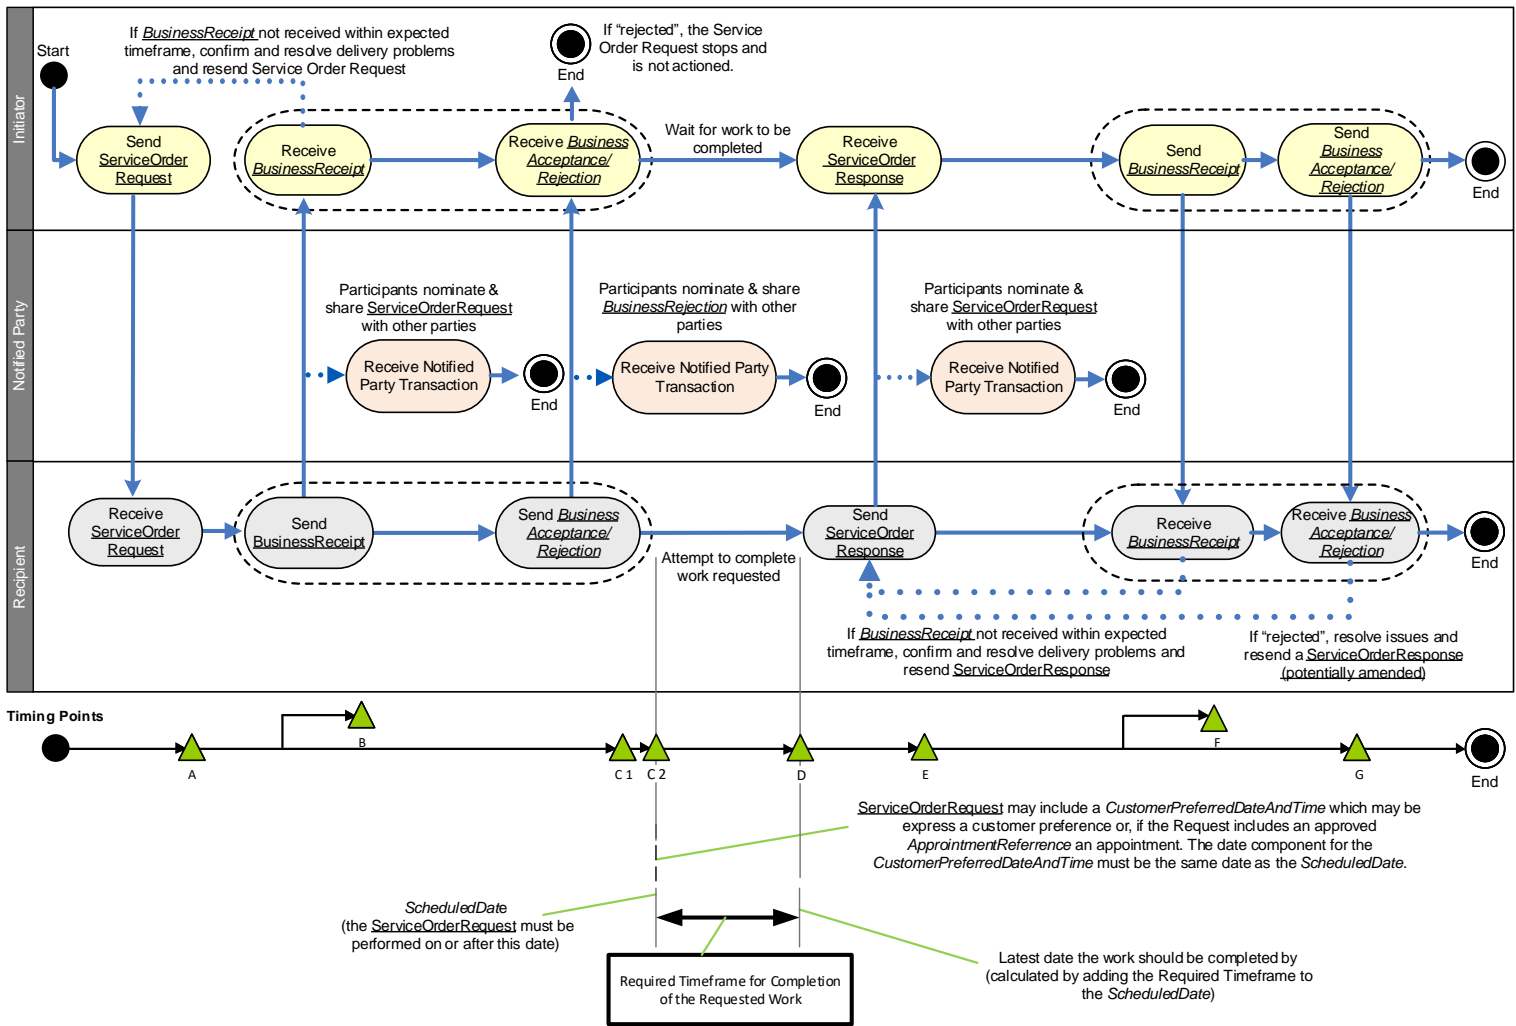 Initiator
Start
If BusinessReceipt not received within expected
timeframe, confirm and resolve delivery problems
and resend Service Order Request
End
If “rejected”, the Service
Order Request stops and
is not actioned.
Send
ServiceOrder
Request
Receive
BusinessReceipt
Receive Business
Acceptance/
Rejection
Wait for work to be
completed
Receive
ServiceOrder
Response
Send
BusinessReceipt
Send
Business
Acceptance/
Rejection
End
Notified Party
Participants nominate &
share ServiceOrderRequest
with other parties
Receive Notified
Party Transaction
End
Participants nominate & share
BusinessRejection with other
parties
Receive Notified Party
Transaction
End
Participants nominate &
share ServiceOrderRequest
with other parties
Receive Notified
Party Transaction
End
Recipient
Receive
ServiceOrder
Request
Send
BusinessReceipt
Send Business
Acceptance/
Rejection
Attempt to complete
work requested
Send
ServiceOrder
Response
Receive
BusinessReceipt
Receive Business
Acceptance/
Rejection
End
If BusinessReceipt not received within expected
timeframe, confirm and resolve delivery problems and
resend ServiceOrderResponse
If “rejected”, resolve issues and
resend a ServiceOrderResponse
(potentially amended)
Timing Points
A
B
C 1
C 2
D
E
F
G
End
ServiceOrderRequest may include a CustomerPreferredDateAndTime which may be
express a customer preference or, if the Request includes an approved
ApprointmentReferrence an appointment. The date component for the
CustomerPreferredDateAndTime must be the same date as the ScheduledDate.
ScheduledDate
(the ServiceOrderRequest must be
performed on or after this date)
Required Timeframe for Completion
of the Requested Work
Latest date the work should be completed by
(calculated by adding the Required Timeframe to
the ScheduledDate)